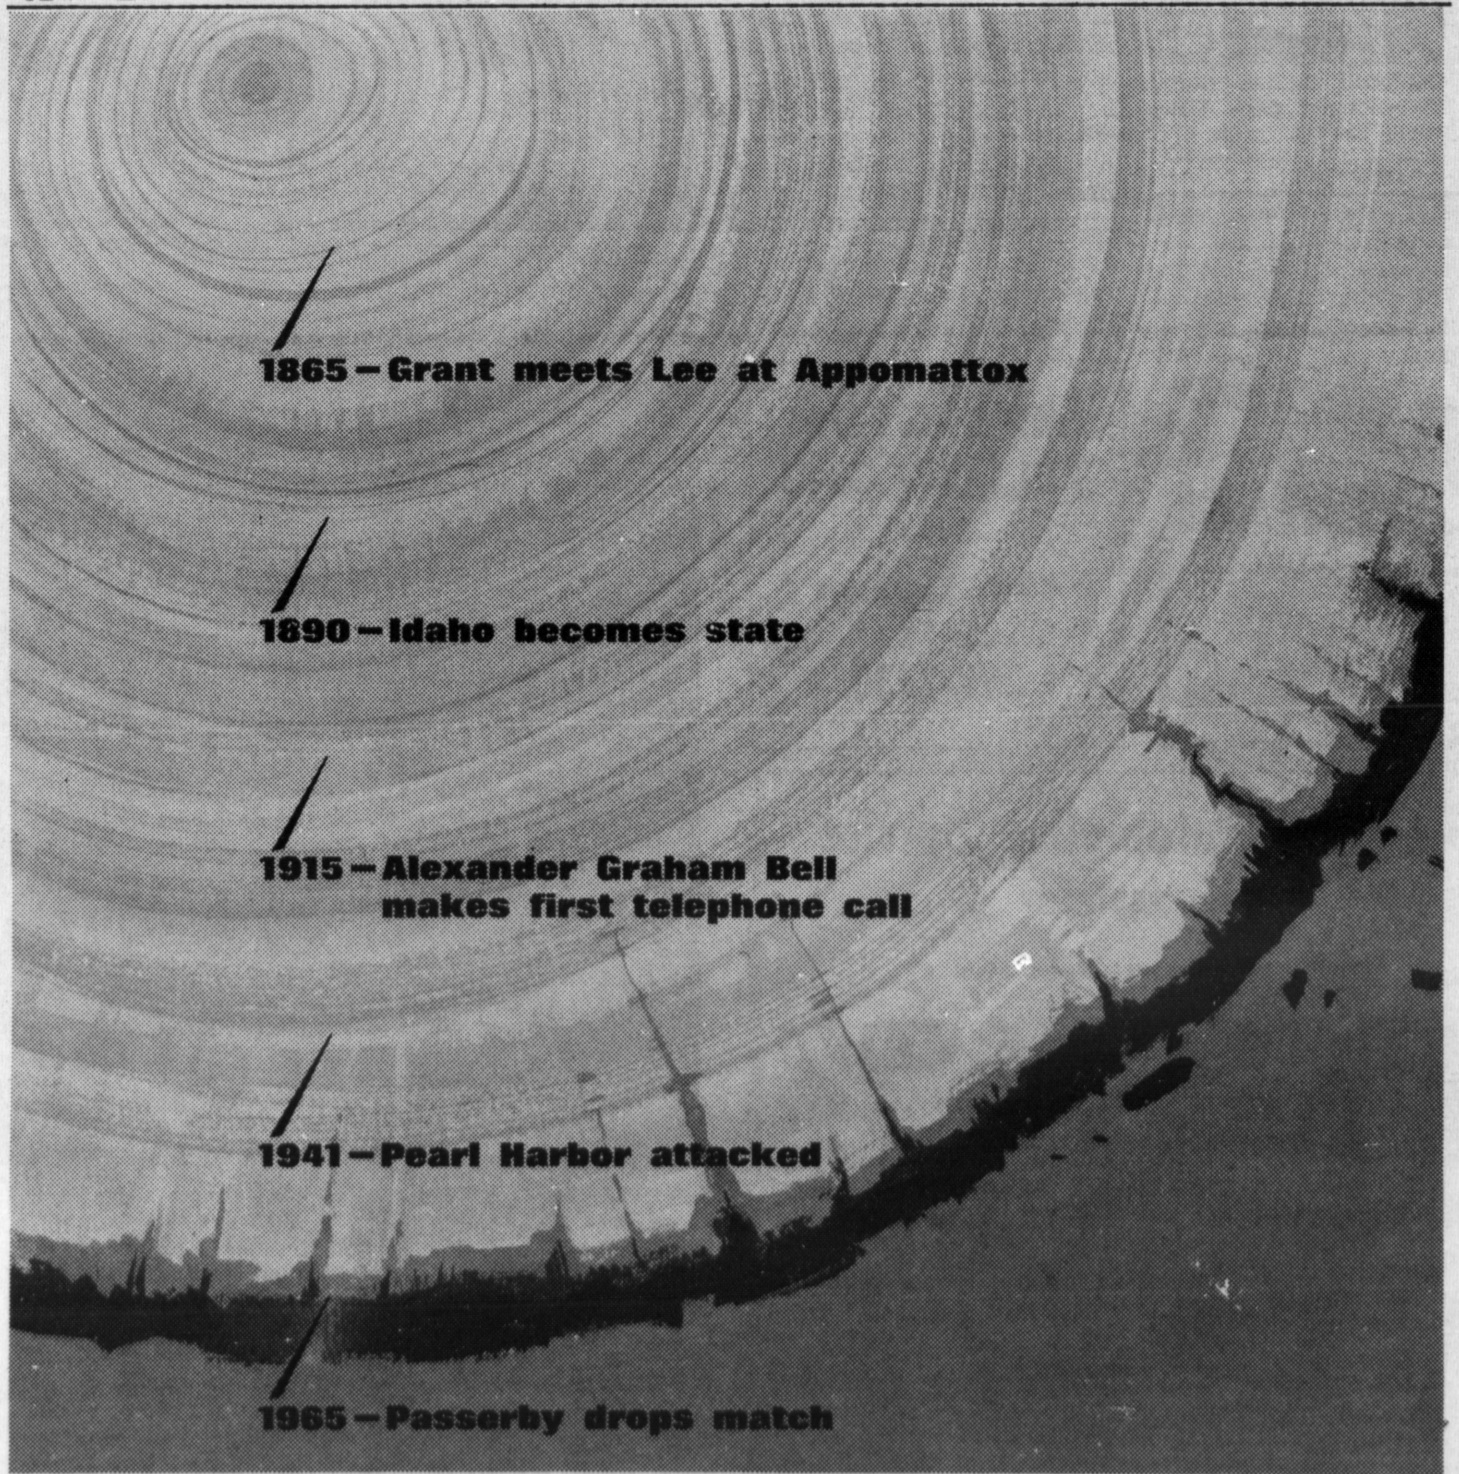 1865—Grant meets Lee at Appomattox
1890—Idaho becomes state
1915—Alexander Graham Bell
makes first telephone call
1941—Pearl Harbor attacked
1965—Passerby drops match